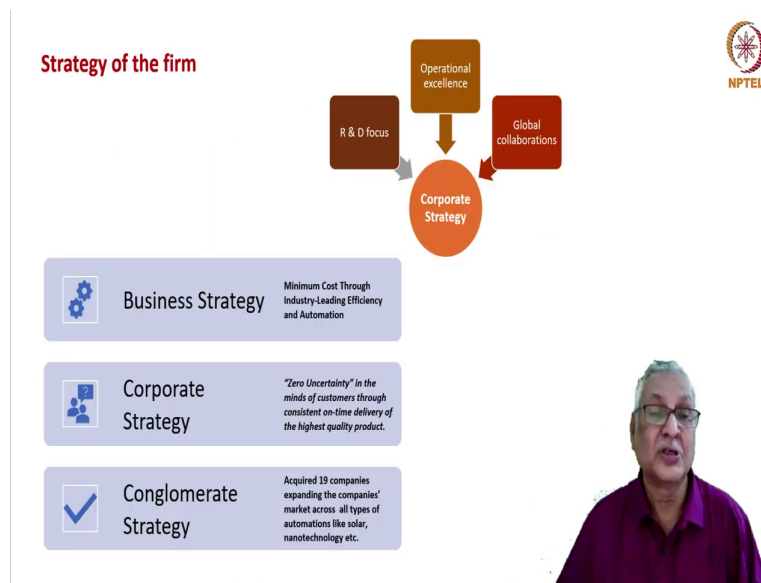 Strategy of the firm
Operational
excellence
R & D focus
Global
collaborations
Corporate
Strategy
NPTEL
Business Strategy
Minimum Cost Through
Industry-Leading Efficiency
and Automation
Corporate
Strategy
"Zero Uncertainty" in the
minds of customers through
consistent on-time delivery of
the highest quality product.
Conglomerate
Strategy
Acquired 19 companies
expanding the companies'
market across all types of
automations like solar,
nanotechnology etc.